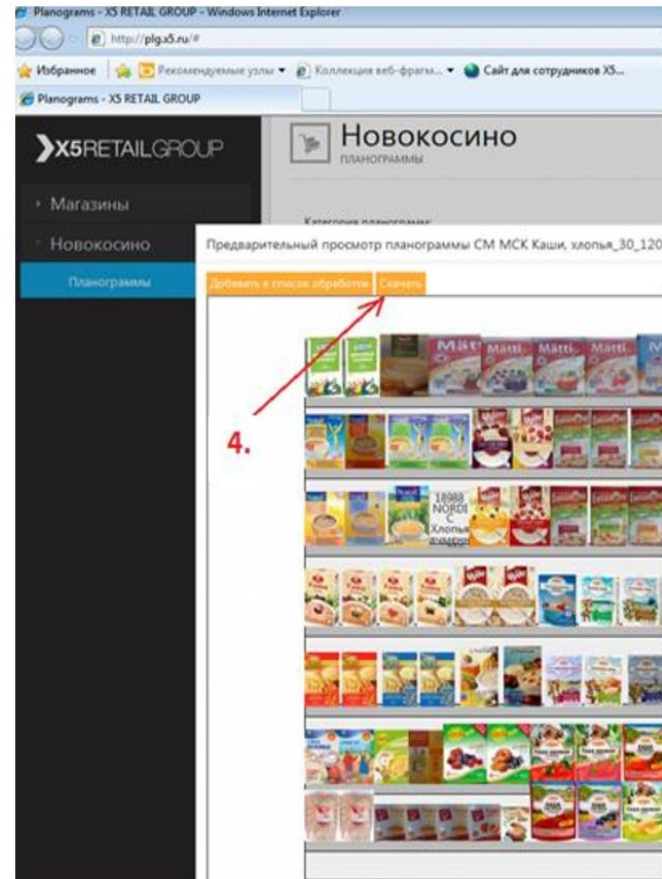 Planograms - X5 RETAIL GROUP - Windows Internet Explorer
http://plg.x5.ru/#
Избранное Рекомендуемые узлы Коллекция веб-фрагм... Сайт для сотрудников X5...
Planograms - X5 RETAIL GROUP
X5RETAILGROUP
Новокосино
ПЛАНОГРАММЫ
Магазины
Категория планограмм:
Новокосино
Предварительный просмотр планограммы СМ МСК Каши, хлопья_30_120
Планограммы
Добавить в список обработки Скачать
Mätti Mätti Mätti
4.
18988
NORDI
C
Хлопья